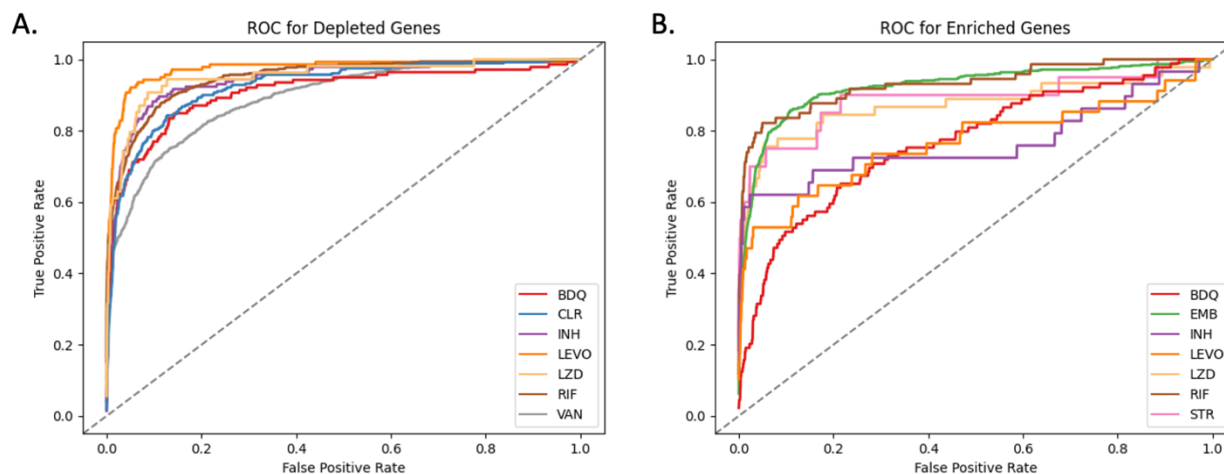 A.
ROC for Depleted Genes
1.0
0.8
0.6
0.4
0.2
0.0
True Positive Rate
BDQ
CLR
INH
LEVO
LZD
RIF
VAN
0.0 0.2 0.4 0.6 0.8 1.0
False Positive Rate
B.
ROC for Enriched Genes
1.0
0.8
0.6
0.4
0.2
0.0
True Positive Rate
BDQ
EMB
INH
LEVO
LZD
RIF
STR
0.0 0.2 0.4 0.6 0.8 1.0
False Positive Rate